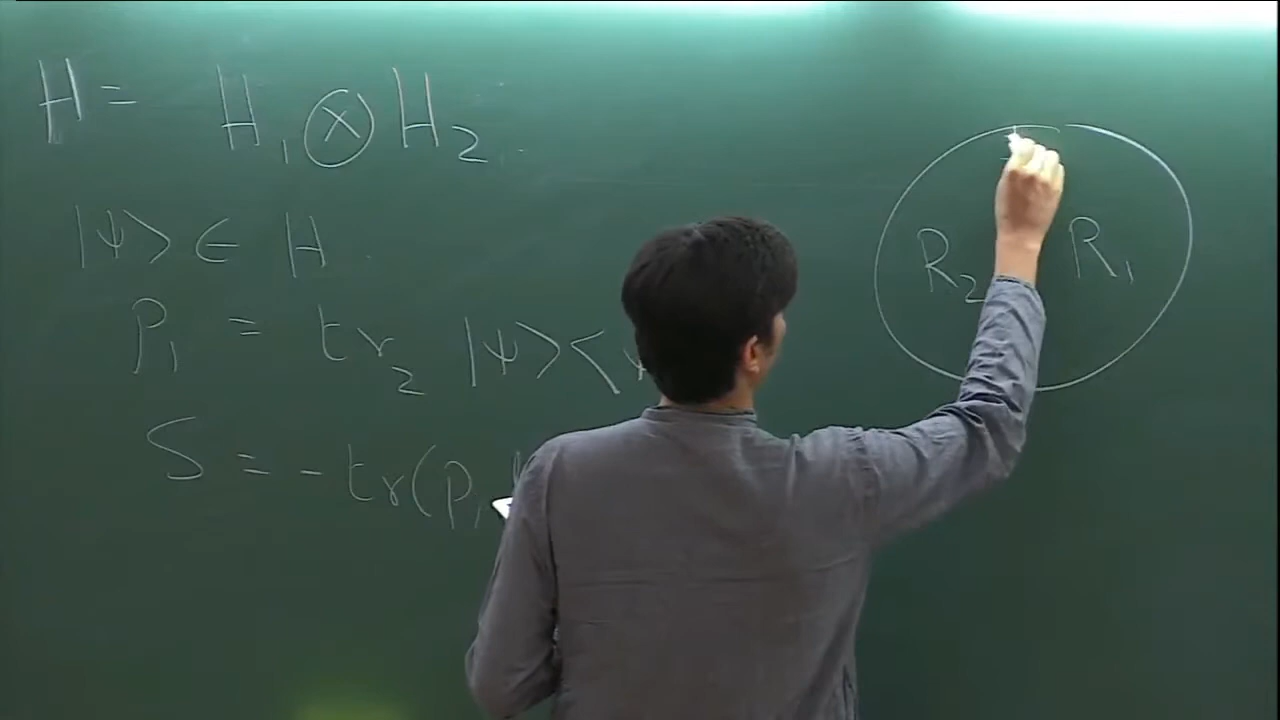 H = H₁ ⊗ H₂.
|ψ> ∈ H.
ρ₁ = tr₂ |ψ><
S = - tr(ρ₁
R₂ R₁